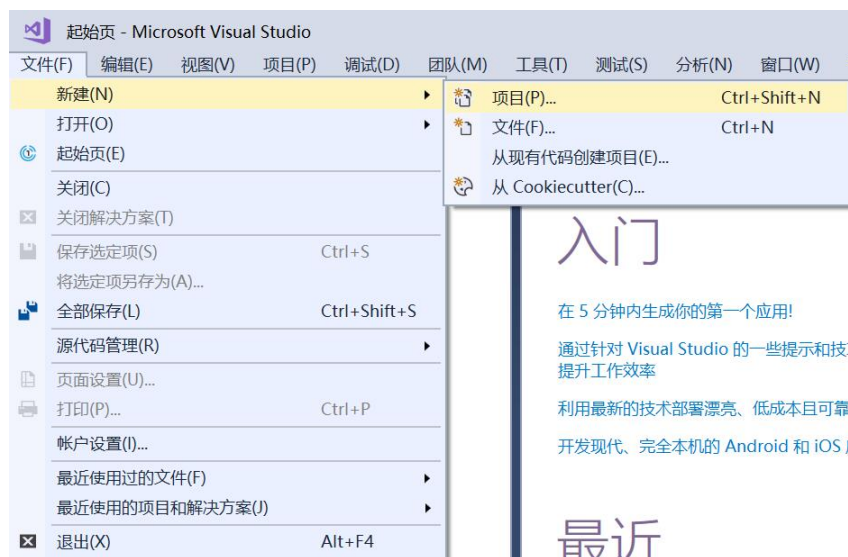 起始页 - Microsoft Visual Studio
文件(F) 编辑(E) 视图(V) 项目(P) 调试(D) 团队(M) 工具(T) 测试(S) 分析(N) 窗口(W)
新建(N)
打开(O)
起始页(E)
关闭(C)
关闭解决方案(T)
保存选定项(S) Ctrl+S
将选定项另存为(A)...
全部保存(L) Ctrl+Shift+S
源代码管理(R)
页面设置(U)...
打印(P)... Ctrl+P
帐户设置(I)...
最近使用过的文件(F)
最近使用的项目和解决方案(J)
退出(X) Alt+F4
项目(P)... Ctrl+Shift+N
文件(F)... Ctrl+N
从现有代码创建项目(E)...
从 Cookiecutter(C)...
入门
在 5 分钟内生成你的第一个应用!
通过针对 Visual Studio 的一些提示和技
提升工作效率
利用最新的技术部署漂亮、低成本且可靠
开发现代、完全本机的 Android 和 iOS
最近